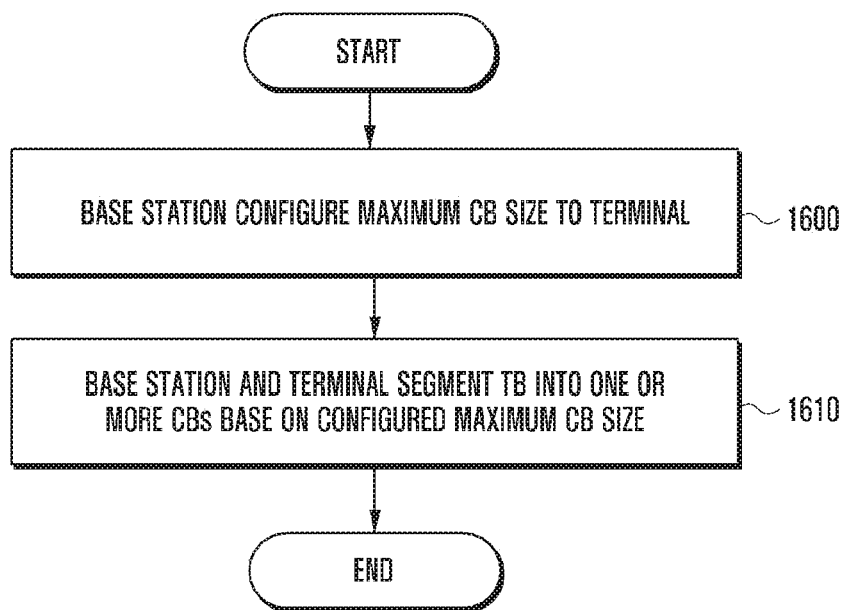 START
BASE STATION CONFIGURE MAXIMUM CB SIZE TO TERMINAL
1600
BASE STATION AND TERMINAL SEGMENT TB INTO ONE OR
MORE CBs BASE ON CONFIGURED MAXIMUM CB SIZE
1610
END